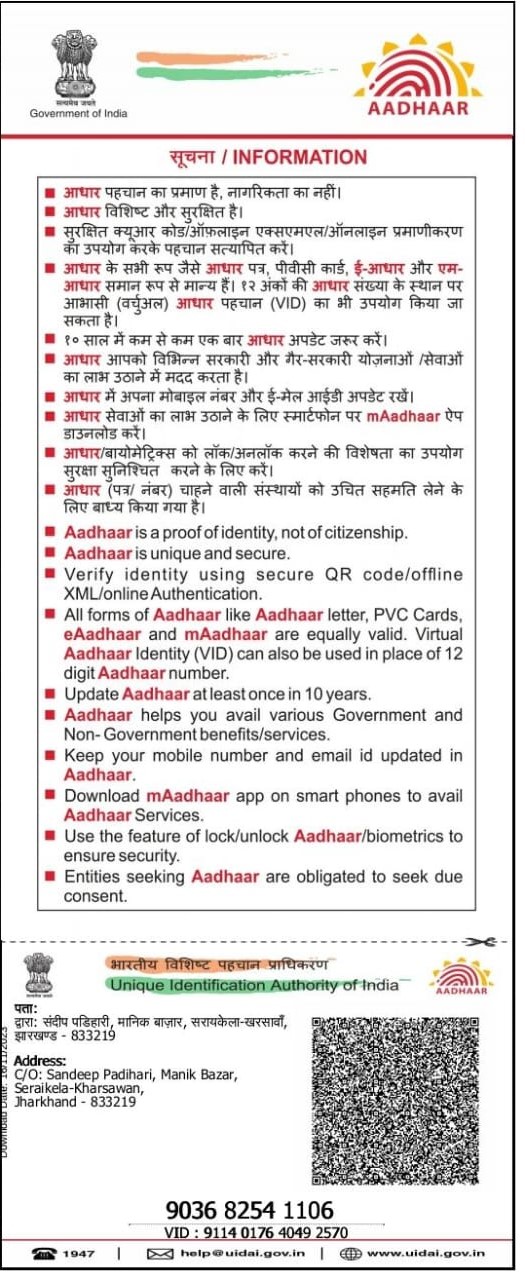 सत्यमेव जयते
Government of India
AADHAAR
सूचना / INFORMATION
आधार पहचान का प्रमाण है, नागरिकता का नहीं।
आधार विशिष्ट और सुरक्षित है।
सुरक्षित क्यूआर कोड/ऑफ़लाइन एक्सएमएल/ऑनलाइन प्रमाणीकरण
का उपयोग करके पहचान सत्यापित करें।
आधार के सभी रूप जैसे आधार पत्र, पीवीसी कार्ड, ई-आधार और एम-
आधार समान रूप से मान्य हैं। १२ अंकों की आधार संख्या के स्थान पर
आभासी (वर्चुअल) आधार पहचान (VID) का भी उपयोग किया जा
सकता है।
१० साल में कम से कम एक बार आधार अपडेट जरूर करें।
आधार आपको विभिन्न सरकारी और गैर-सरकारी योजनाओं /सेवाओं
का लाभ उठाने में मदद करता है।
आधार में अपना मोबाइल नंबर और ई-मेल आईडी अपडेट रखें।
आधार सेवाओं का लाभ उठाने के लिए स्मार्टफोन पर mAadhaar ऐप
डाउनलोड करें।
आधार/बायोमेट्रिक्स को लॉक/अनलॉक करने की विशेषता का उपयोग
सुरक्षा सुनिश्चित करने के लिए करें।
आधार (पत्र/ नंबर) चाहने वाली संस्थायों को उचित सहमति लेने के
लिए बाध्य किया गया है।
Aadhaar is a proof of identity, not of citizenship.
Aadhaar is unique and secure.
Verify identity using secure QR code/offline
XML/online Authentication.
All forms of Aadhaar like Aadhaar letter, PVC Cards,
eAadhaar and mAadhaar are equally valid. Virtual
Aadhaar Identity (VID) can also be used in place of 12
digit Aadhaar number.
Update Aadhaar at least once in 10 years.
Aadhaar helps you avail various Government and
Non- Government benefits/services.
Keep your mobile number and email id updated in
Aadhaar.
Download mAadhaar app on smart phones to avail
Aadhaar Services.
Use the feature of lock/unlock Aadhaar/biometrics to
ensure security.
Entities seeking Aadhaar are obligated to seek due
consent.
भारतीय विशिष्ट पहचान प्राधिकरण
Unique Identification Authority of India
AADHAAR
पता:
द्वारा: संदीप पडिहारी, मानिक बाज़ार, सरायकेला-खरसावाँ,
झारखण्ड - 833219
Address:
C/O: Sandeep Padihari, Manik Bazar,
Seraikela-Kharsawan,
Jharkhand - 833219
9036 8254 1106
VID : 9114 0176 4049 2570
1947 | help@uidai.gov.in | www.uidai.gov.in